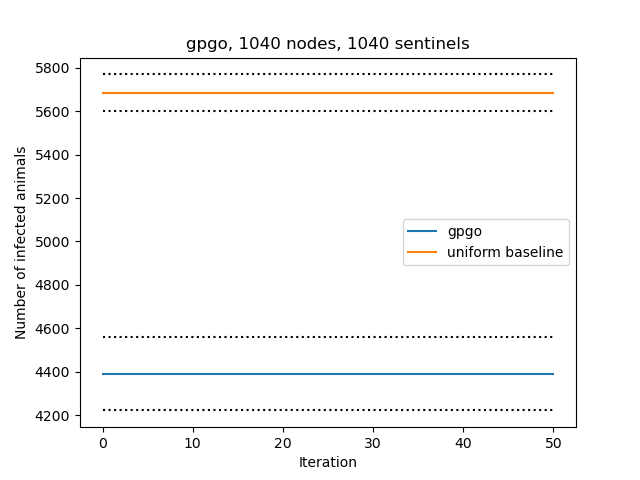 gpgo, 1040 nodes, 1040 sentinels
5800
5600
5400
5200
5000
4800
4600
4400
4200
Number of infected animals
gpgo
uniform baseline
0 10 20 30 40 50
Iteration